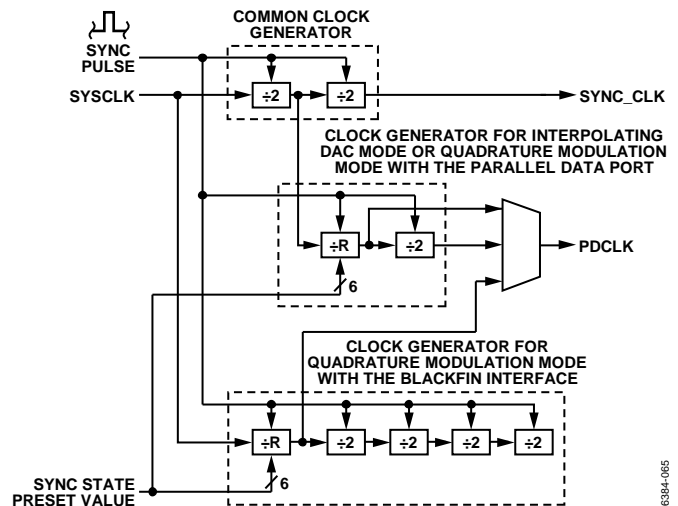 COMMON CLOCK
GENERATOR
SYNC
PULSE
SYSCLK
÷2
÷2
SYNC_CLK
CLOCK GENERATOR FOR INTERPOLATING
DAC MODE OR QUADRATURE MODULATION
MODE WITH THE PARALLEL DATA PORT
÷R
÷2
PDCLK
6
CLOCK GENERATOR FOR
QUADRATURE MODULATION MODE
WITH THE BLACKFIN INTERFACE
÷R
÷2
÷2
÷2
÷2
6
SYNC STATE
PRESET VALUE
6384-065